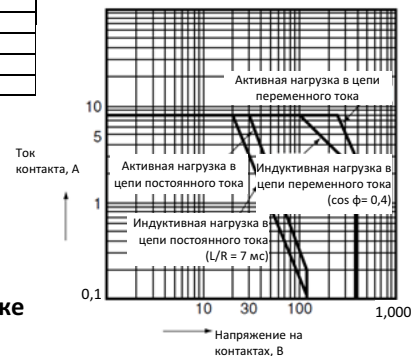 Активная нагрузка в цепи
переменного тока
10
5
Ток
контакта, А
Активная нагрузка в
цепи постоянного тока
Индуктивная нагрузка в
цепи переменного тока
(cos ф= 0,4)
1
Индуктивная нагрузка в
цепи постоянного тока
(L/R = 7 мс)
0,1
ке
10 30 100 1,000
Напряжение на
контактах, В